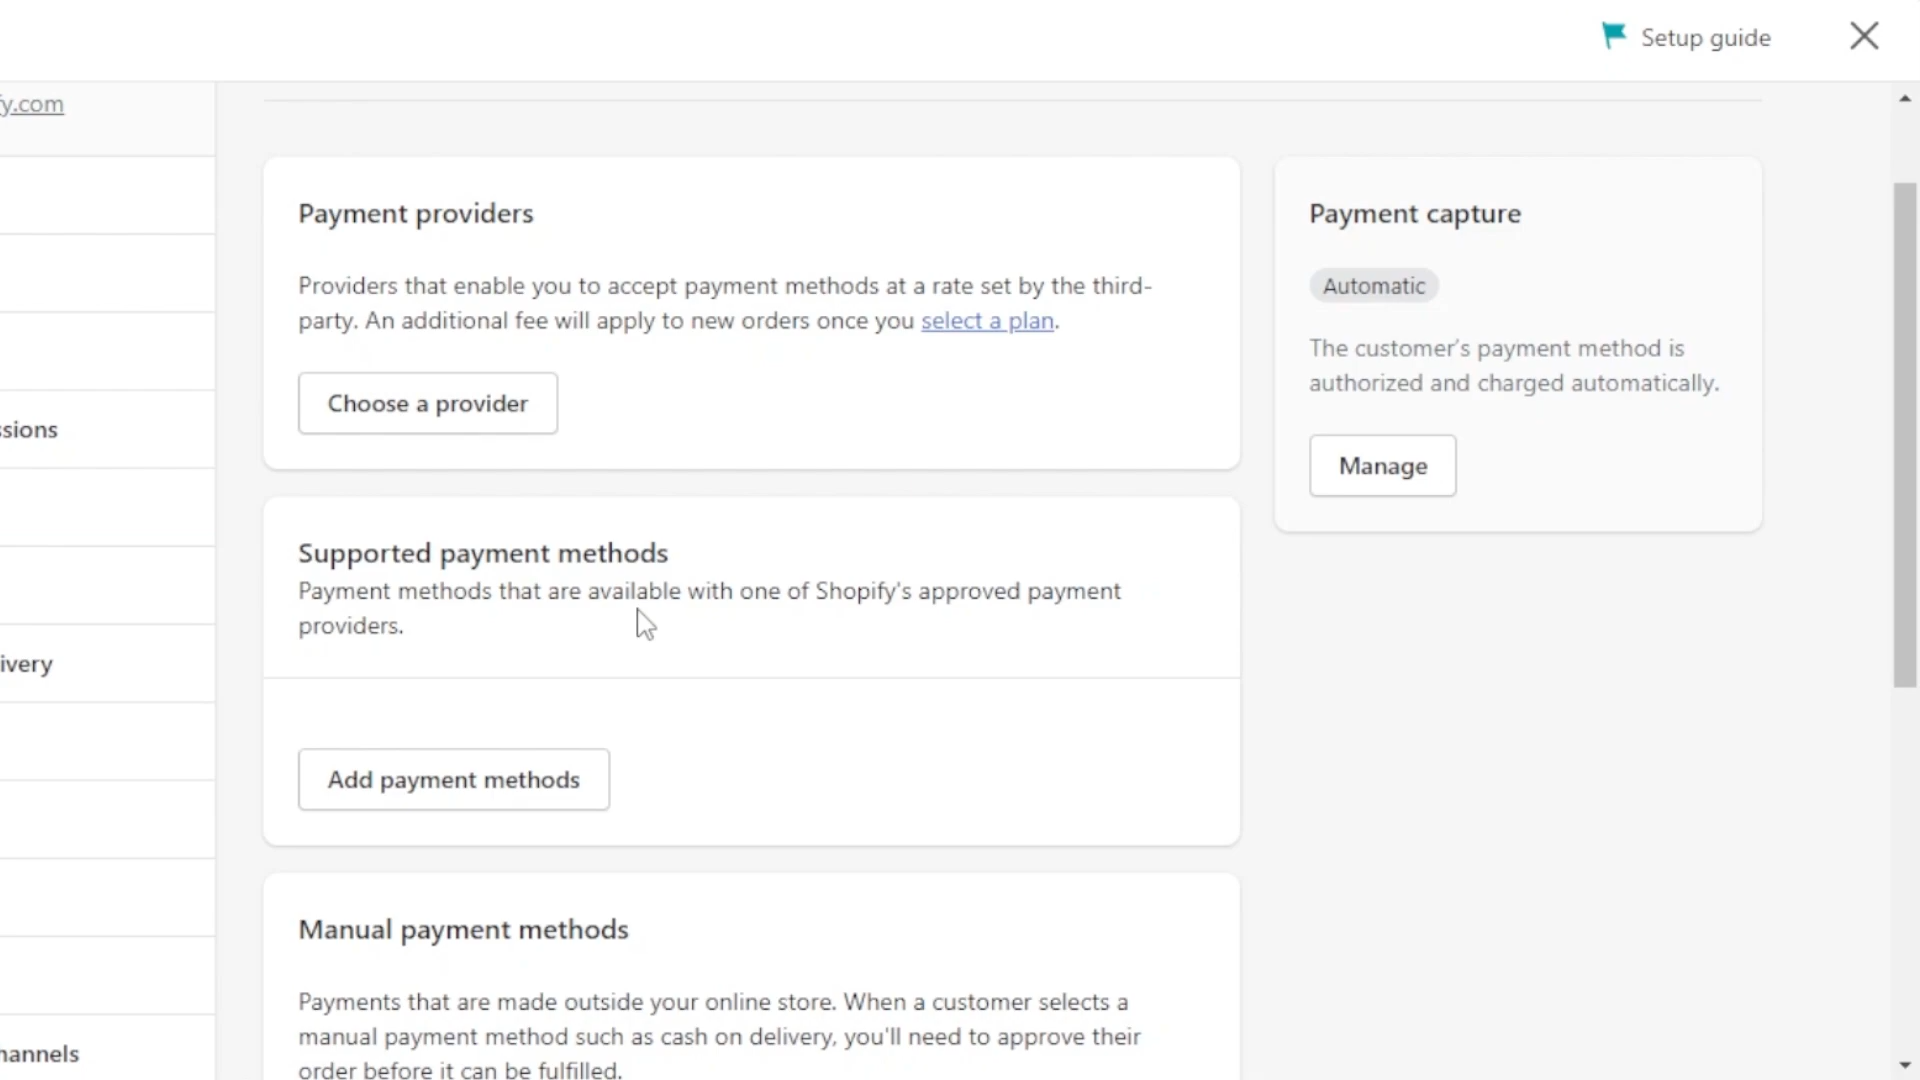 Setup guide
fy.com
ssions
ivery
hannels
Payment providers
Providers that enable you to accept payment methods at a rate set by the third-
party. An additional fee will apply to new orders once you select a plan.
Choose a provider
Supported payment methods
Payment methods that are available with one of Shopify's approved payment
providers.
Add payment methods
Manual payment methods
Payments that are made outside your online store. When a customer selects a
manual payment method such as cash on delivery, you'll need to approve their
order before it can be fulfilled.
Payment capture
Automatic
The customer's payment method is
authorized and charged automatically.
Manage